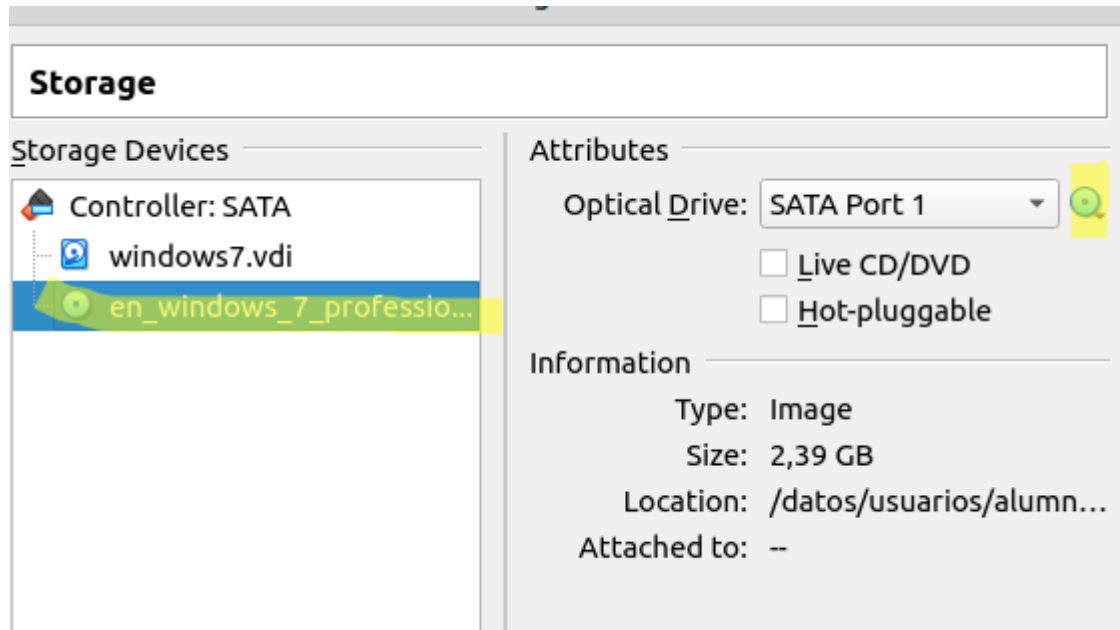 Storage
Storage Devices
Controller: SATA
windows7.vdi
en_windows_7_professio...
Attributes
Optical Drive: SATA Port 1
Live CD/DVD
Hot-pluggable
Information
Type: Image
Size: 2,39 GB
Location: /datos/usuarios/alumn...
Attached to: --